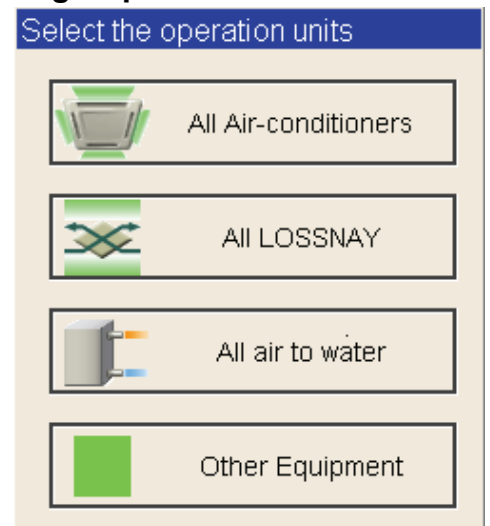 Select the operation units
All Air-conditioners
All LOSSNAY
All air to water
Other Equipment